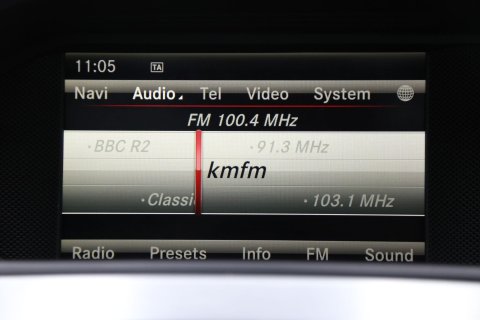 11:05 TA
Navi Audio Tel Video System
FM 100.4 MHz
·BBC R2 ·91.3 MHz
kmfm
·Classi ·103.1 MHz
Radio Presets Info FM Sound